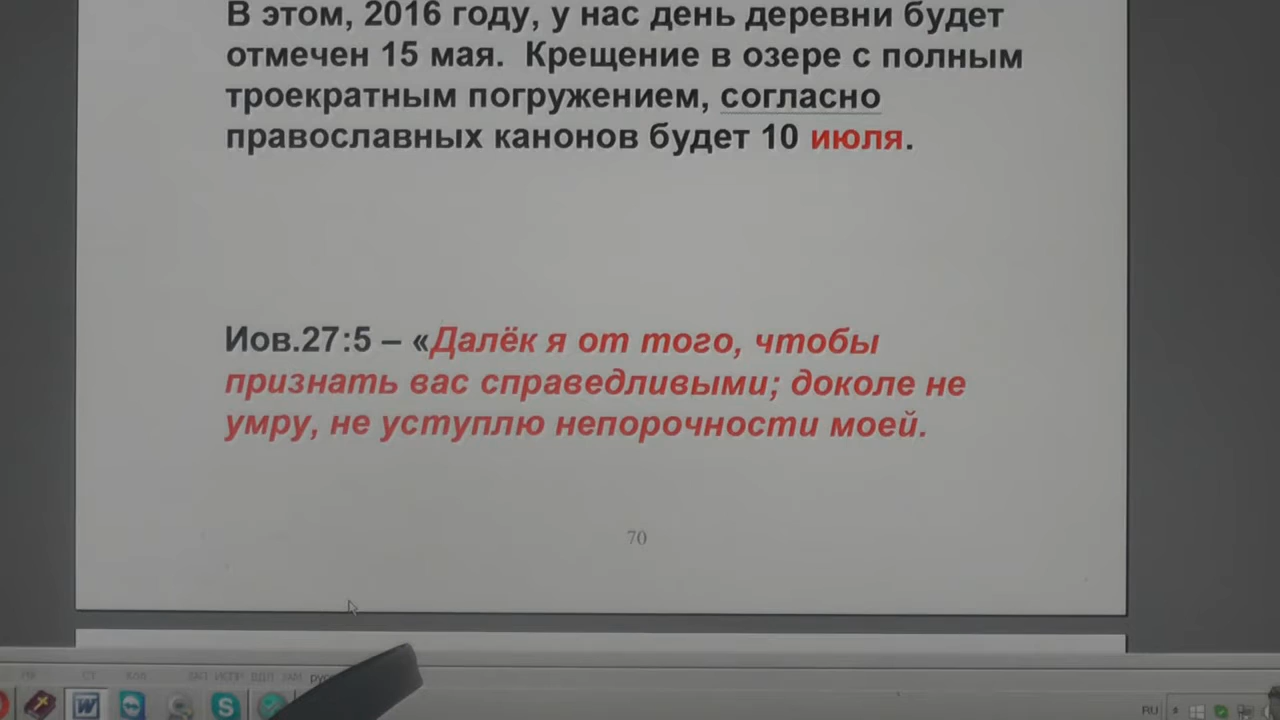 В этом, 2016 году, у нас день деревни будет
отмечен 15 мая.  Крещение в озере с полным
троекратным погружением, согласно
православных канонов будет 10 июля.
Иов.27:5 – «Далёк я от того, чтобы
признать вас справедливыми; доколе не
умру, не уступлю непорочности моей.
70
RU